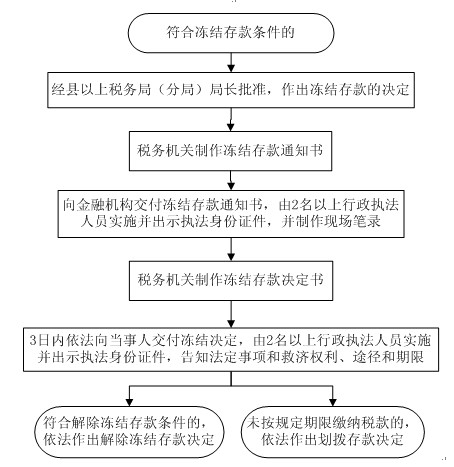 符合冻结存款条件的
经县以上税务局（分局）局长批准，作出冻结存款的决定
税务机关制作冻结存款通知书
向金融机构交付冻结存款通知书，由2名以上行政执法
人员实施并出示执法身份证件，并制作现场笔录
税务机关制作冻结存款决定书
3日内依法向当事人交付冻结决定，由2名以上行政执法人员实施
并出示执法身份证件，告知法定事项和救济权利、途径和期限
符合解除冻结存款条件的，
依法作出解除冻结存款决定
未按规定期限缴纳税款的，
依法作出划拨存款决定